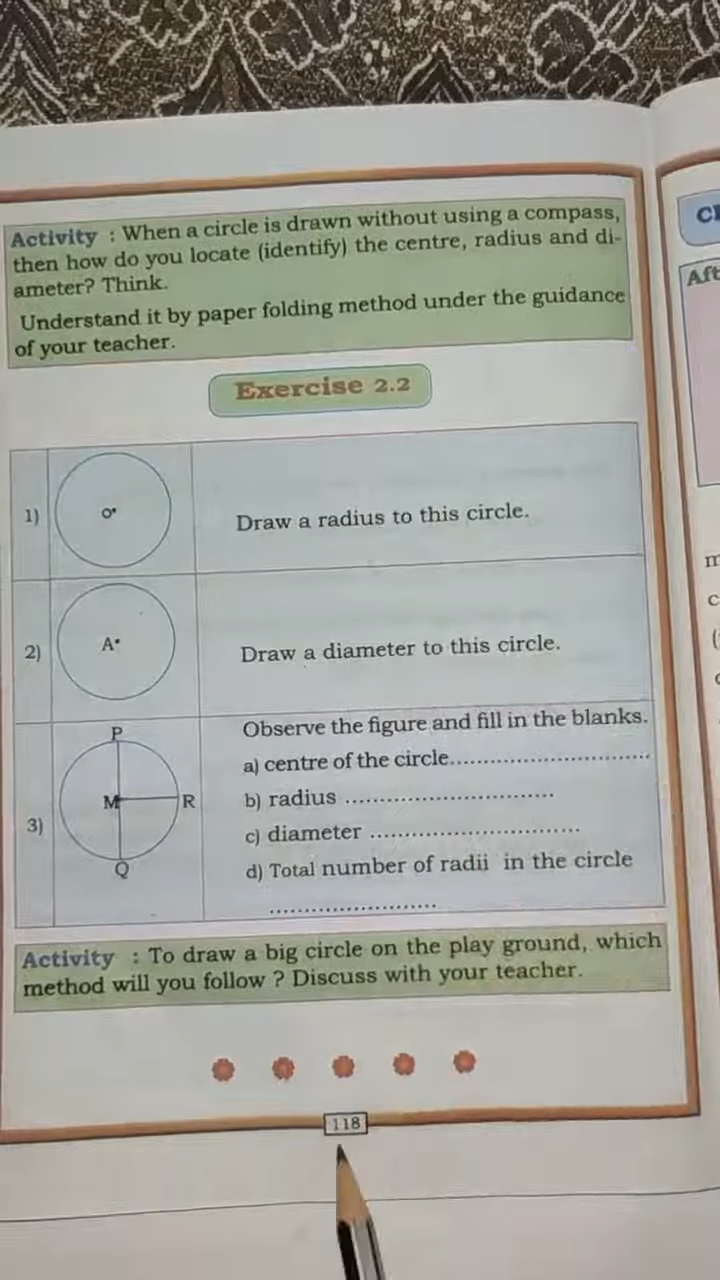 Activity : When a circle is drawn without using a compass,
then how do you locate (identify) the centre, radius and di-
ameter? Think.
Understand it by paper folding method under the guidance
of your teacher.
Exercise 2.2
1)
O
Draw a radius to this circle.
2)
A
Draw a diameter to this circle.
3)
P
M
R
Q
Observe the figure and fill in the blanks.
a) centre of the circle..............................
b) radius ................................
c) diameter ................................
d) Total number of radii in the circle
.........................
Activity : To draw a big circle on the play ground, which
method will you follow ? Discuss with your teacher.
118
Aft